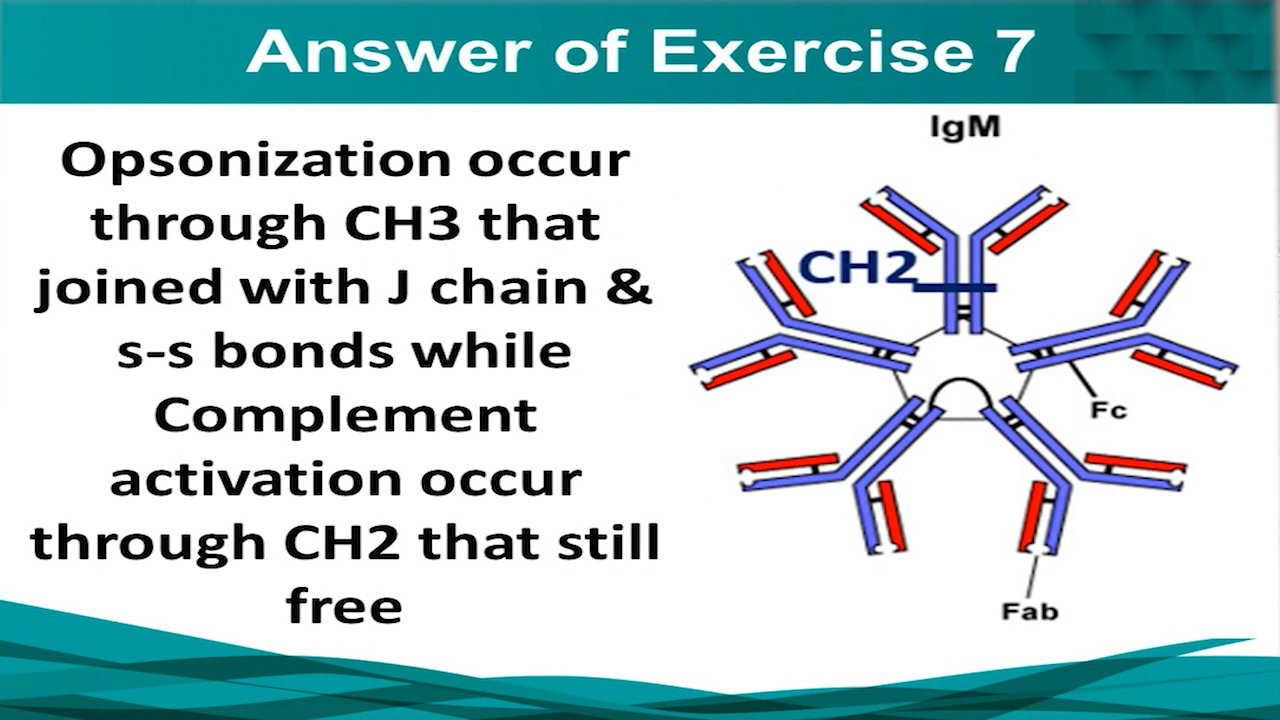 Answer of Exercise 7
Opsonization occur
through CH3 that
joined with J chain &
s-s bonds while
Complement
activation occur
through CH2 that still
free
IgM
CH2
Fc
Fab